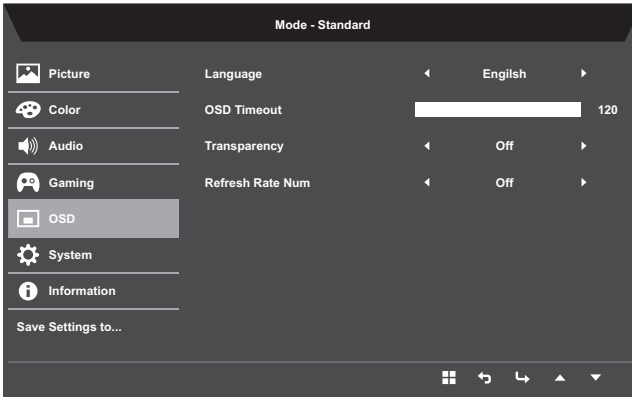 Mode - Standard
Picture
Language
Engilsh
Color
OSD Timeout
120
Audio
Transparency
Off
Gaming
Refresh Rate Num
Off
OSD
System
Information
Save Settings to...